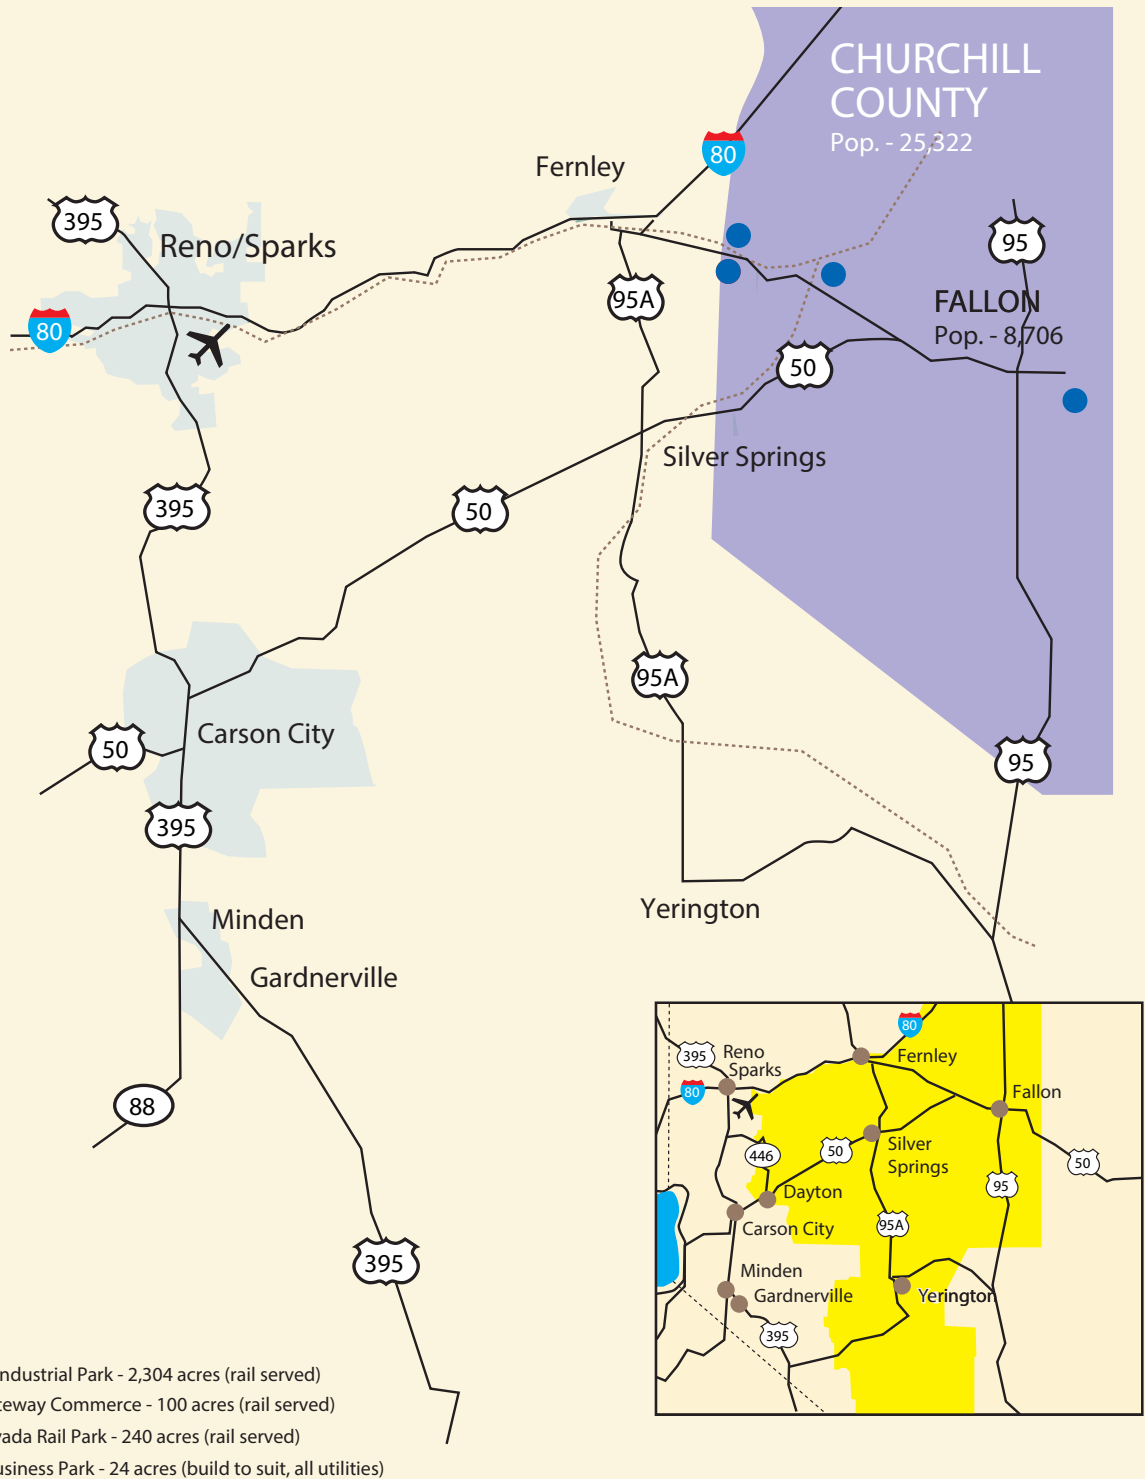 CHURCHILL
COUNTY
Pop. - 25,322
80
Fernley
395
Reno/Sparks
95
95A
FALLON
Pop. - 8,706
80
50
Silver Springs
395
50
95A
Carson City
50
95
395
Yerington
Minden
Gardnerville
88
395
80
395
Reno
Sparks
Fernley
80
Fallon
446
50
Silver
Springs
50
Dayton
95
Carson City
95A
Minden
Gardnerville
Yerington
395
ndustrial Park - 2,304 acres (rail served)
eway Commerce - 100 acres (rail served)
vada Rail Park - 240 acres (rail served)
usiness Park - 24 acres (build to suit, all utilities)